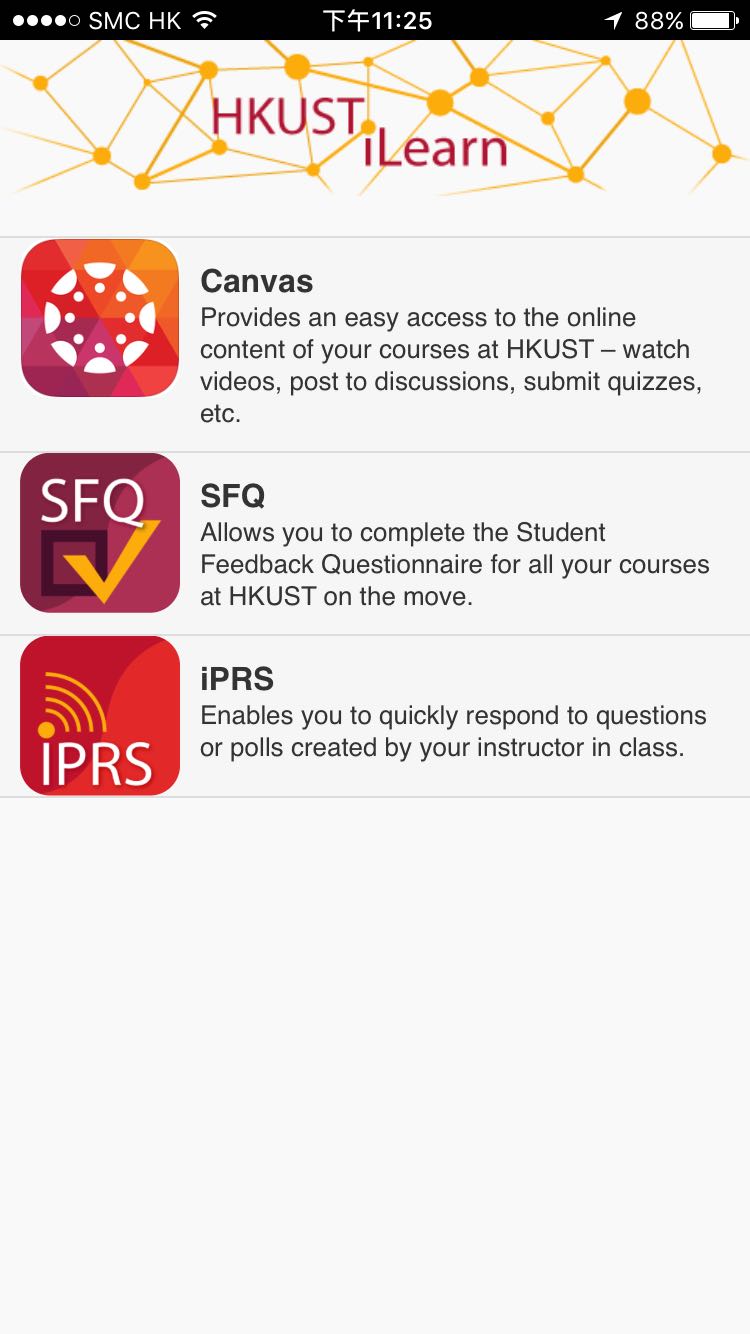 SMC HK 下午11:25 88%
HKUST
iLearn
Canvas
Provides an easy access to the online
content of your courses at HKUST – watch
videos, post to discussions, submit quizzes,
etc.
SFQ
SFQ
Allows you to complete the Student
Feedback Questionnaire for all your courses
at HKUST on the move.
iPRS
iPRS
Enables you to quickly respond to questions
or polls created by your instructor in class.